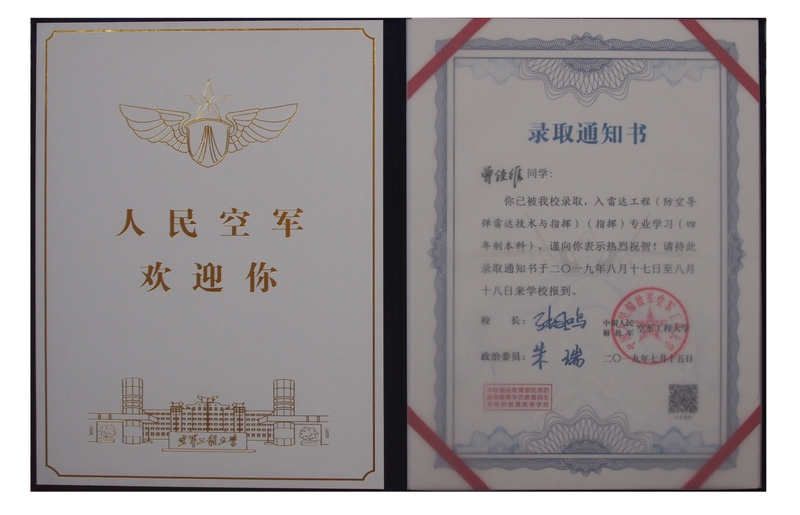 人民空军
欢迎你
空军工程大学
录取通知书
曾佳维 同学:
你已被我校录取，入雷达工程（防空导
弹雷达技术与指挥）（指挥）专业学习（四
年制本科），谨向你表示热烈祝贺！请持此
录取通知书于二〇一九年八月十七日至八月
十八日来学校报到。
校 长:
中国人民
解放军 空军工程大学
政治委员: 朱瑞
二〇一九年七月十五日